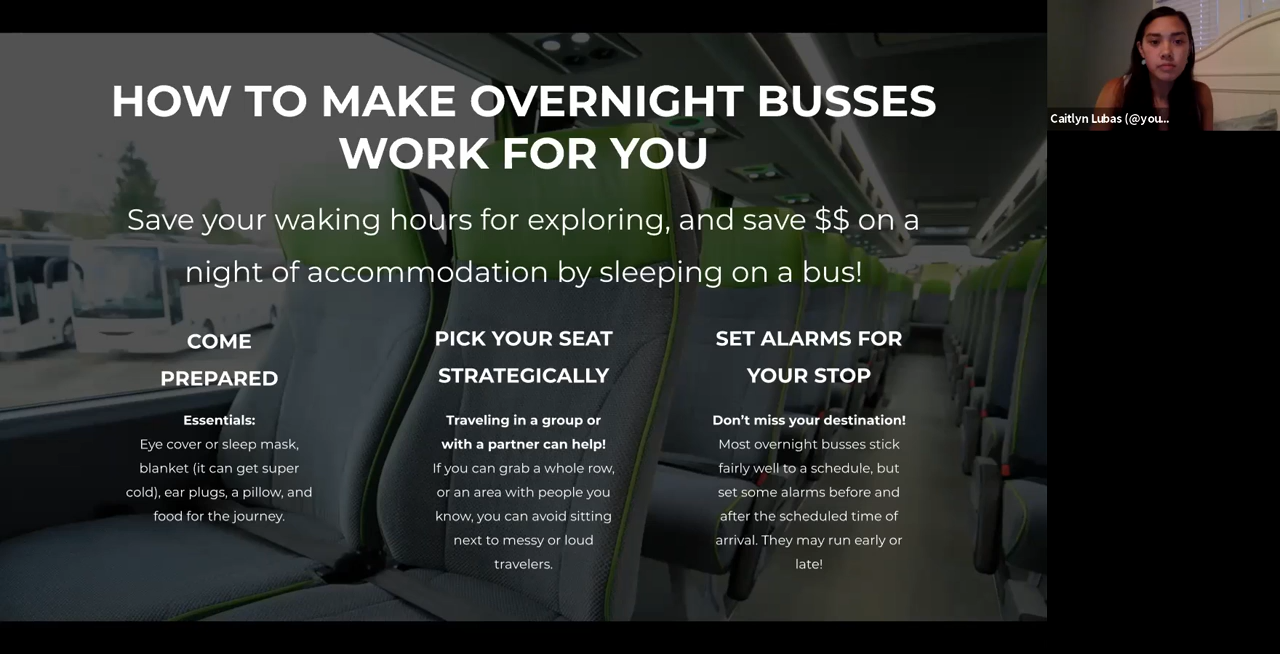 HOW TO MAKE OVERNIGHT BUSSES
WORK FOR YOU
Save your waking hours for exploring, and save $$ on a
night of accommodation by sleeping on a bus!
COME
PREPARED
Essentials:
Eye cover or sleep mask,
blanket (it can get super
cold), ear plugs, a pillow, and
food for the journey.
PICK YOUR SEAT
STRATEGICALLY
Traveling in a group or
with a partner can help!
If you can grab a whole row,
or an area with people you
know, you can avoid sitting
next to messy or loud
travelers.
SET ALARMS FOR
YOUR STOP
Don’t miss your destination!
Most overnight busses stick
fairly well to a schedule, but
set some alarms before and
after the scheduled time of
arrival. They may run early or
late!
Caitlyn Lubas (@you...